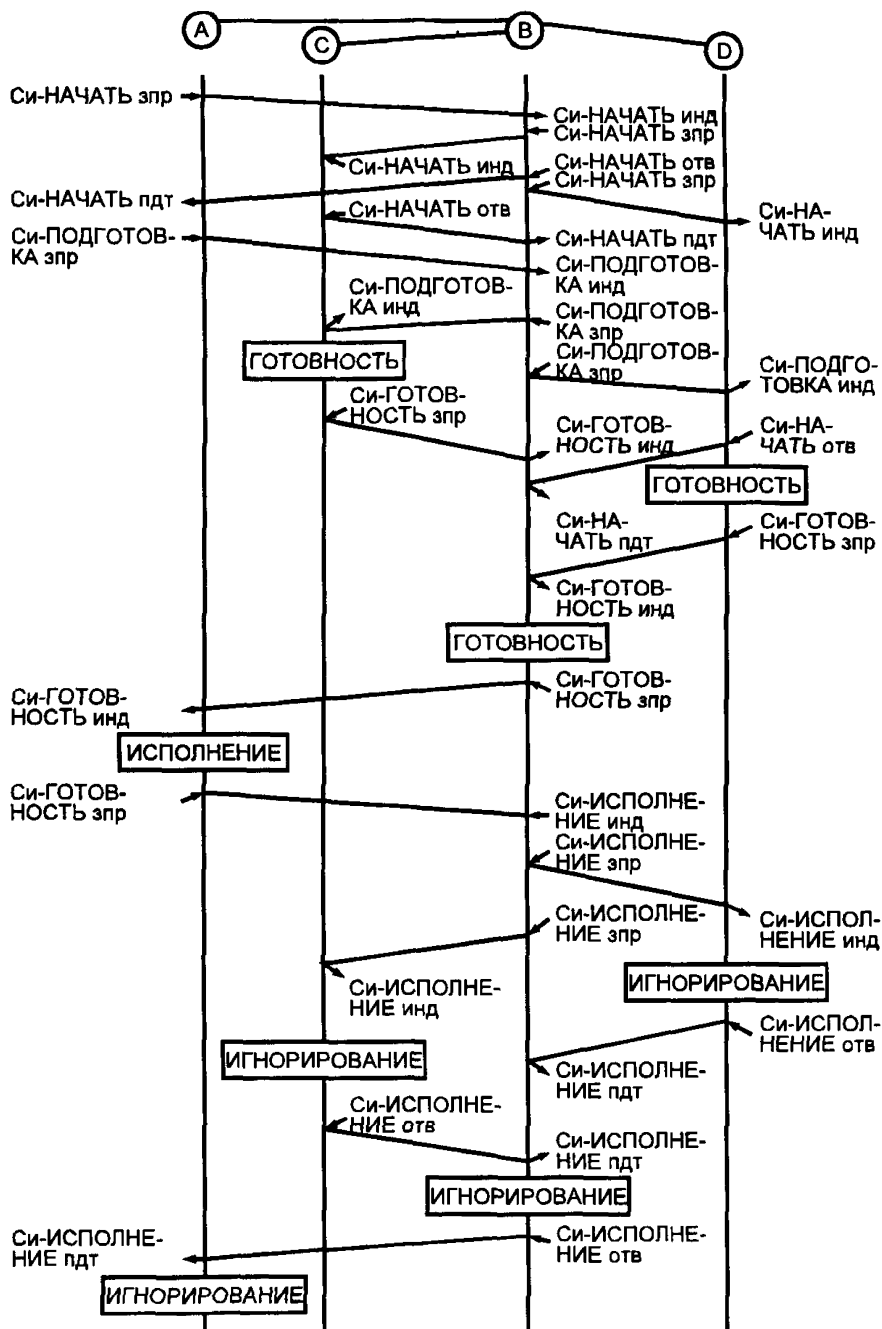 A
C
B
D
Си-НАЧАТЬ зпр
Си-НАЧАТЬ инд
Си-НАЧАТЬ зпр
Си-НАЧАТЬ инд
Си-НАЧАТЬ отв
Си-НАЧАТЬ зпр
Си-НАЧАТЬ пдт
Си-НАЧАТЬ отв
Си-НА-
ЧАТЬ инд
Си-НАЧАТЬ пдт
Си-ПОДГОТОВ-
КА зпр
Си-ПОДГОТОВ-
КА инд
Си-ПОДГОТОВ-
КА инд
Си-ПОДГОТОВ-
КА зпр
ГОТОВНОСТЬ
Си-ПОДГОТОВ-
КА зпр
Си-ПОДГО-
ТОВКА инд
Си-ГОТОВ-
НОСТЬ зпр
Си-ГОТОВ-
НОСТЬ инд
Си-НА-
ЧАТЬ отв
ГОТОВНОСТЬ
Си-НА-
ЧАТЬ пдт
Си-ГОТОВ-
НОСТЬ зпр
Си-ГОТОВ-
НОСТЬ инд
ГОТОВНОСТЬ
Си-ГОТОВ-
НОСТЬ зпр
Си-ГОТОВ-
НОСТЬ инд
ИСПОЛНЕНИЕ
Си-ГОТОВ-
НОСТЬ зпр
Си-ИСПОЛНЕ-
НИЕ инд
Си-ИСПОЛНЕ-
НИЕ зпр
Си-ИСПОЛНЕ-
НИЕ зпр
Си-ИСПОЛ-
НЕНИЕ инд
Си-ИСПОЛНЕ-
НИЕ инд
ИГНОРИРОВАНИЕ
Си-ИСПОЛ-
НЕНИЕ отв
ИГНОРИРОВАНИЕ
Си-ИСПОЛНЕ-
НИЕ пдт
Си-ИСПОЛНЕ-
НИЕ отв
Си-ИСПОЛНЕ-
НИЕ пдт
ИГНОРИРОВАНИЕ
Си-ИСПОЛНЕ-
НИЕ отв
Си-ИСПОЛНЕ-
НИЕ пдт
ИГНОРИРОВАНИЕ